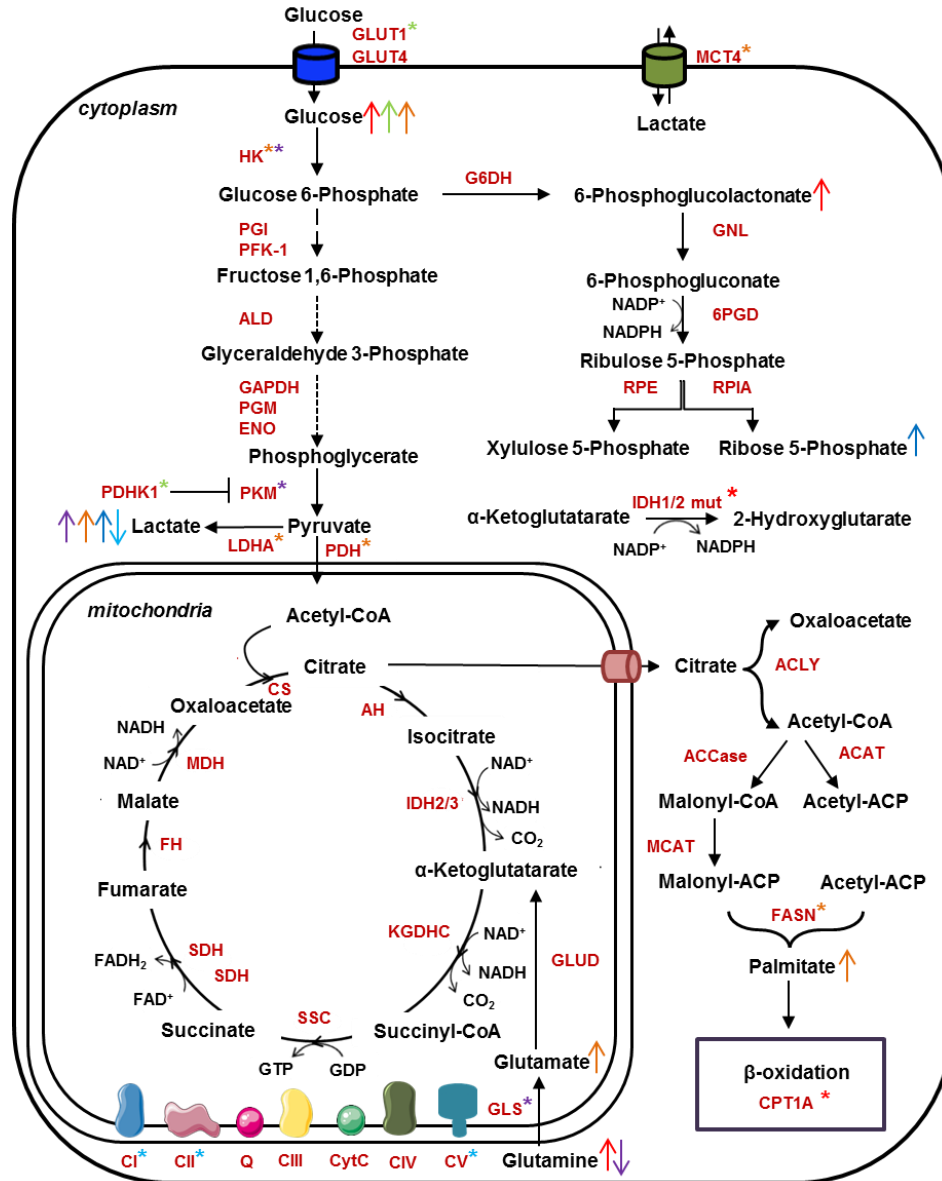 Glucose
GLUT1*
GLUT4
MCT4*
cytoplasm
Glucose
Lactate
HK**
Glucose 6-Phosphate
G6DH
6-Phosphoglucolactonate
PGI
PFK-1
GNL
Fructose 1,6-Phosphate
6-Phosphogluconate
NADP+
6PGD
NADPH
ALD
Glyceraldehyde 3-Phosphate
Ribulose 5-Phosphate
GAPDH
PGM
ENO
RPE
RPIA
Phosphoglycerate
Xylulose 5-Phosphate
Ribose 5-Phosphate
PDHK1*
PKM*
IDH1/2 mut *
Lactate
Pyruvate
α-Ketoglutatarate
2-Hydroxyglutarate
LDHA*
PDH*
NADP+
NADPH
mitochondria
Acetyl-CoA
Oxaloacetate
Citrate
Citrate
ACLY
CS
Oxaloacetate
AH
Acetyl-CoA
NADH
Isocitrate
NAD+
MDH
NAD+
ACCase
ACAT
Malate
IDH2/3
NADH
CO2
Malonyl-CoA
Acetyl-ACP
FH
MCAT
Fumarate
α-Ketoglutatarate
Malonyl-ACP
Acetyl-ACP
FASN*
SDH
SDH
FADH2
FAD+
KGDHC
NAD+
NADH
CO2
GLUD
Palmitate
Succinate
SSC
Succinyl-CoA
GTP
GDP
Glutamate
β-oxidation
CPT1A *
GLS*
CI*
CII*
Q
CIII
CytC
CIV
CV*
Glutamine